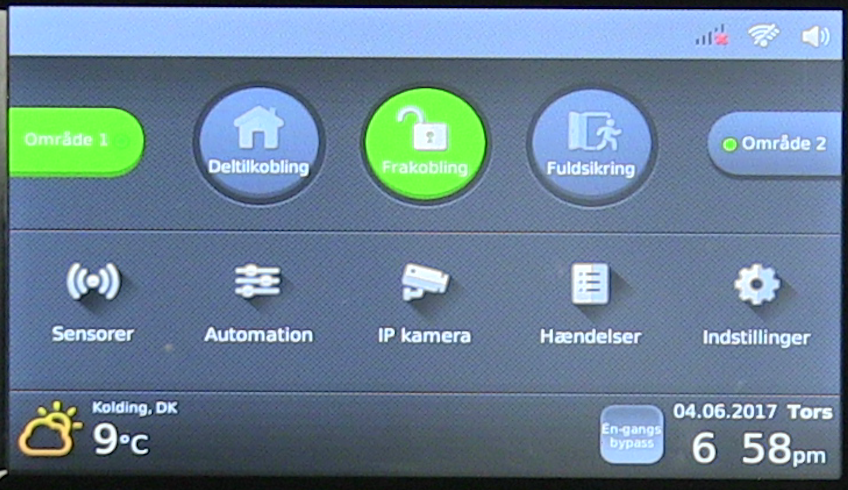 Område 1
Deltilkobling
Frakobling
Fuldsikring
Område 2
Sensorer
Automation
IP kamera
Hændelser
Indstillinger
Kolding, DK
9°C
En-gangs
bypass
04.06.2017 Tors
6 58pm